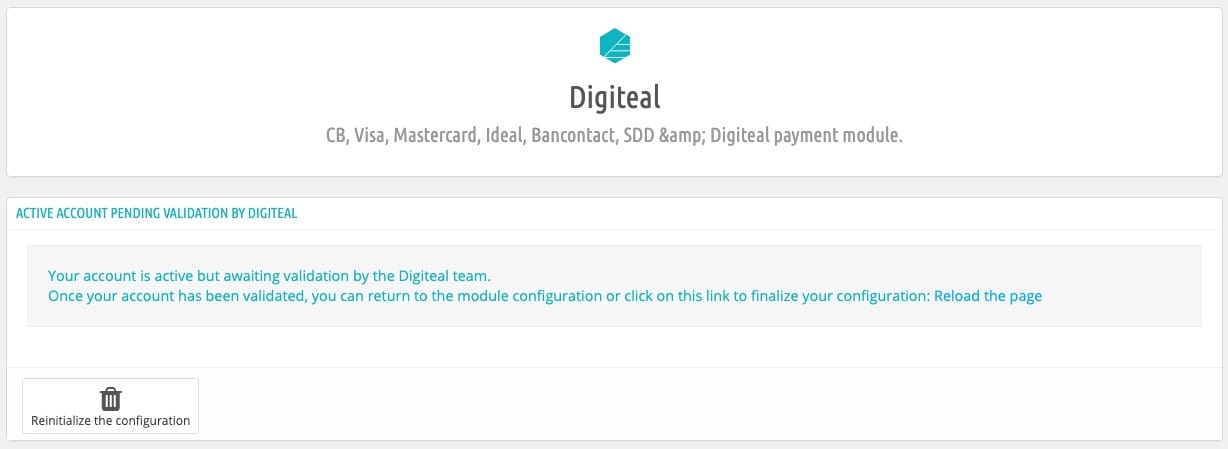 Digiteal
CB, Visa, Mastercard, Ideal, Bancontact, SDD &amp; Digiteal payment module.
ACTIVE ACCOUNT PENDING VALIDATION BY DIGITEAL
Your account is active but awaiting validation by the Digiteal team.
Once your account has been validated, you can return to the module configuration or click on this link to finalize your configuration: Reload the page
Reinitialize the configuration